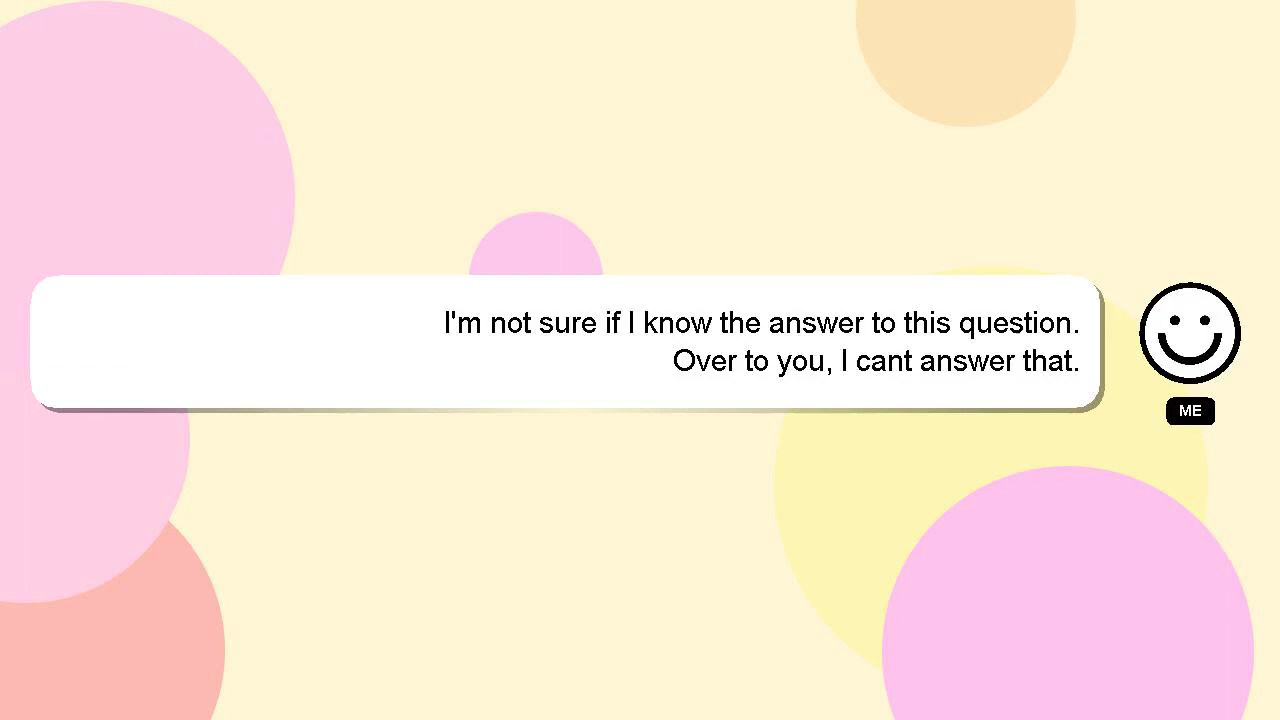 I'm not sure if I know the answer to this question.
Over to you, I cant answer that.
ME